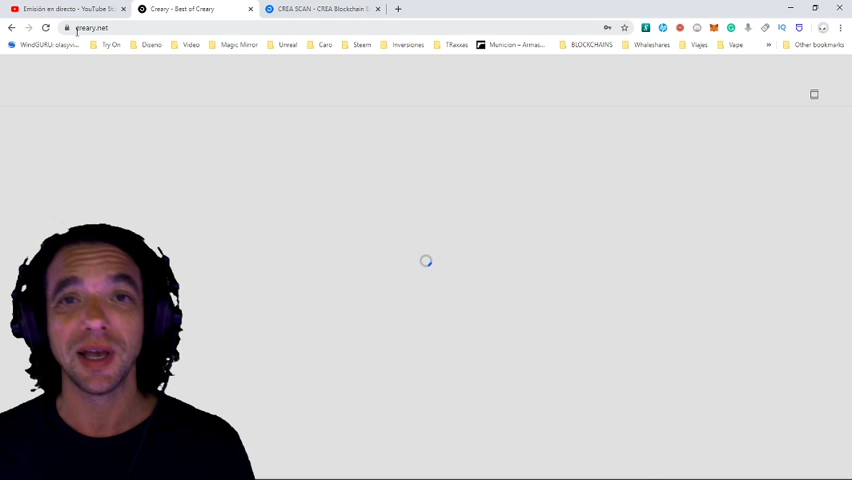 Emisión en directo - YouTube St
Creary - Best of Creary
CREA SCAN - CREA Blockchain E
creary.net
WindGURU: olasyvi...
Try On
Diseno
Video
Magic Mirror
Unreal
Caro
Steem
Inversiones
TRaxxas
Municion – Armas...
BLOCKCHAINS
Whaleshares
Viajes
Vape
»
Other bookmarks